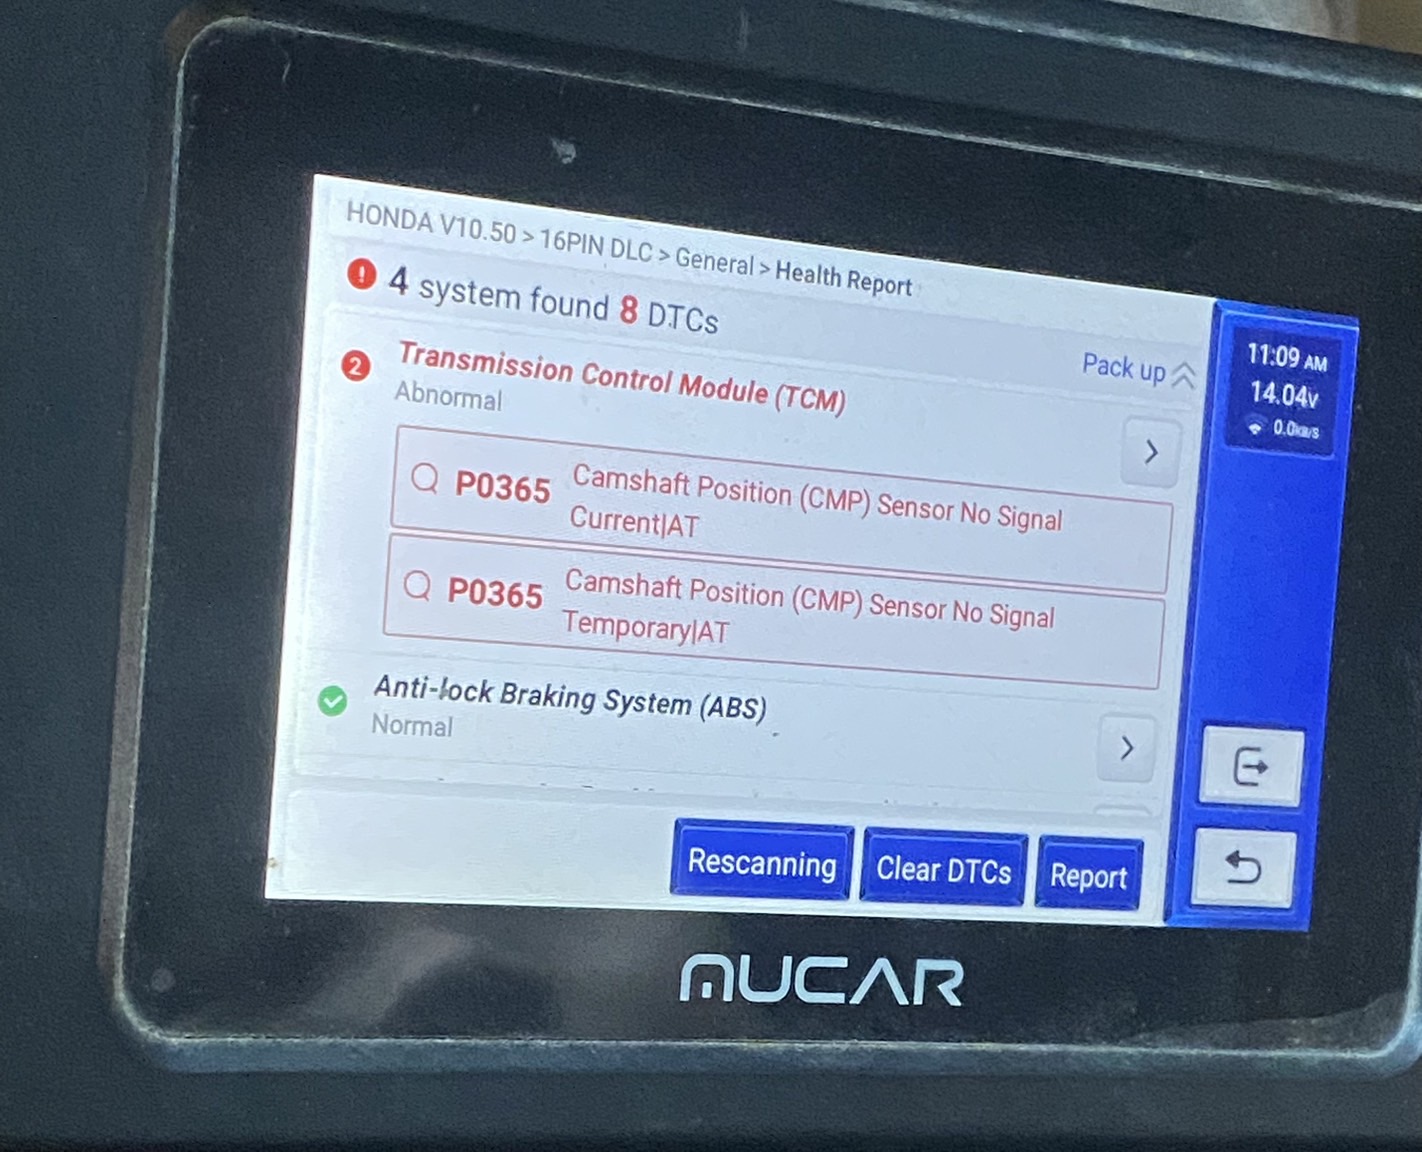 HONDA V10.50 > 16PIN DLC > General > Health Report
4 system found 8 DTCs
Pack up
2 Transmission Control Module (TCM)
Abnormal
P0365 Camshaft Position (CMP) Sensor No Signal
Current|AT
P0365 Camshaft Position (CMP) Sensor No Signal
Temporary|AT
Anti-lock Braking System (ABS)
Normal
Rescanning Clear DTCs Report
11:09 AM
14.04v
0.0KB/s
MUCAR